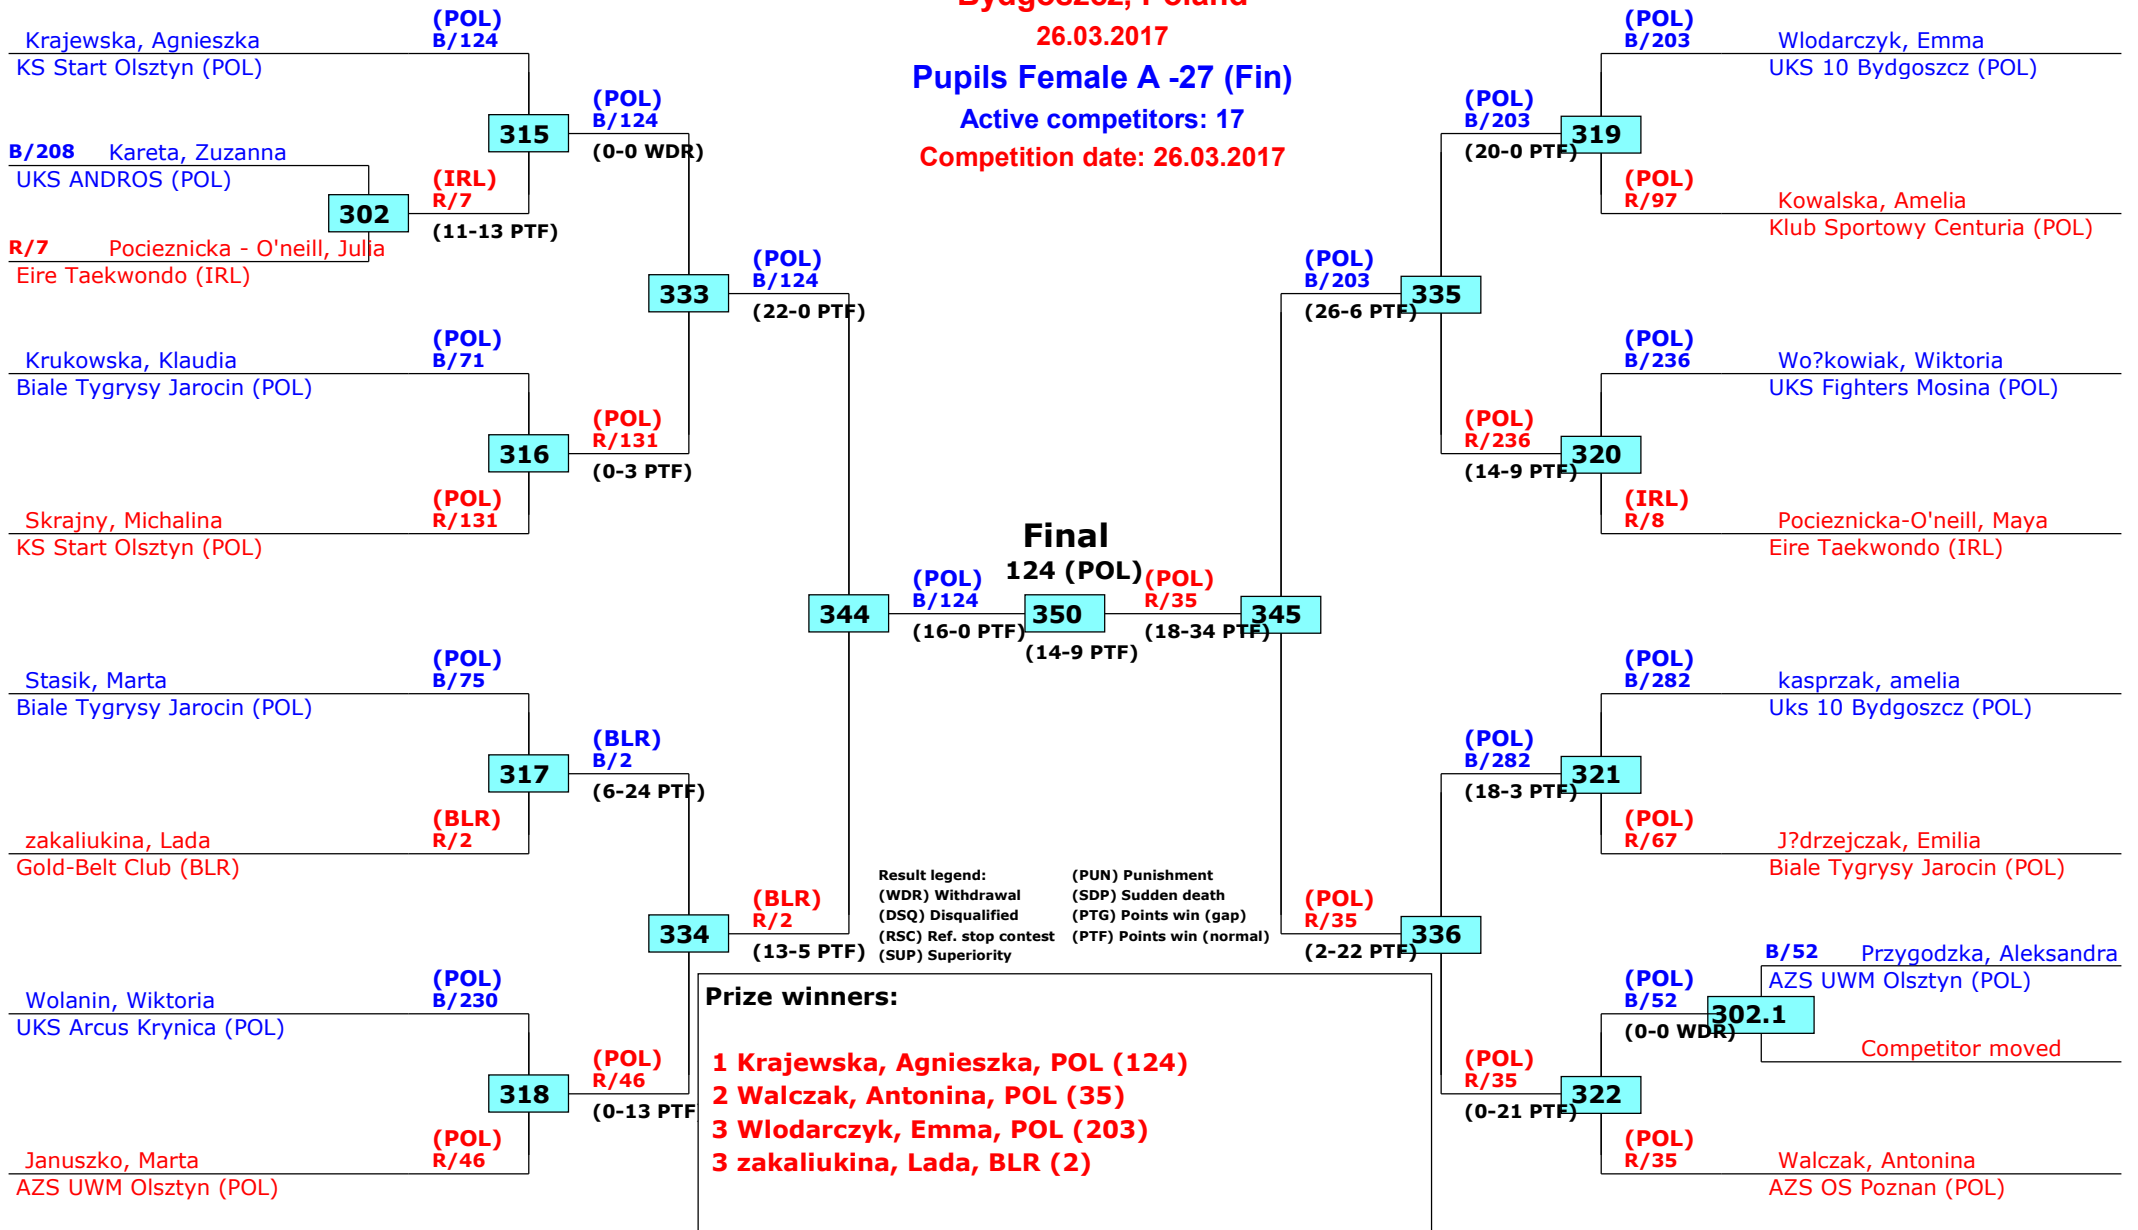 Bydgoszcz, Poland
26.03.2017
Pupils Female A -27 (Fin)
Active competitors: 17
Competition date: 26.03.2017
Krajewska, Agnieszka
KS Start Olsztyn (POL)
(POL)
B/124
B/208 Kareta, Zuzanna
UKS ANDROS (POL)
302
R/7 Pocieznicka - O'neill, Julia
Eire Taekwondo (IRL)
(IRL)
R/7
(11-13 PTF)
315
(POL)
B/124
(0-0 WDR)
Krukowska, Klaudia
Biale Tygrysy Jarocin (POL)
(POL)
B/71
316
Skrajny, Michalina
KS Start Olsztyn (POL)
(POL)
R/131
(POL)
R/131
(0-3 PTF)
333
(POL)
B/124
(22-0 PTF)
Stasik, Marta
Biale Tygrysy Jarocin (POL)
(POL)
B/75
317
zakaliukina, Lada
Gold-Belt Club (BLR)
(BLR)
R/2
(BLR)
B/2
(6-24 PTF)
334
(BLR)
R/2
(13-5 PTF)
Wolanin, Wiktoria
UKS Arcus Krynica (POL)
(POL)
B/230
318
Januszko, Marta
AZS UWM Olsztyn (POL)
(POL)
R/46
(POL)
R/46
(0-13 PTF
344
(POL)
B/124
(16-0 PTF)
Final
124 (POL)
350
(14-9 PTF)
(POL)
R/35
(18-34 PTF)
345
(POL)
B/203
Wlodarczyk, Emma
UKS 10 Bydgoszcz (POL)
319
(POL)
R/97
Kowalska, Amelia
Klub Sportowy Centuria (POL)
(POL)
B/203
(20-0 PTF)
335
(POL)
B/203
(26-6 PTF)
(POL)
B/236
Wo?kowiak, Wiktoria
UKS Fighters Mosina (POL)
320
(POL)
R/236
(14-9 PTF)
(IRL)
R/8
Pocieznicka-O'neill, Maya
Eire Taekwondo (IRL)
(POL)
B/282
kasprzak, amelia
Uks 10 Bydgoszcz (POL)
321
(POL)
B/282
(18-3 PTF)
(POL)
R/67
J?drzejczak, Emilia
Biale Tygrysy Jarocin (POL)
336
(POL)
R/35
(2-22 PTF)
B/52 Przygodzka, Aleksandra
AZS UWM Olsztyn (POL)
302.1
(POL)
B/52
(0-0 WDR)
Competitor moved
322
(POL)
R/35
(0-21 PTF)
(POL)
R/35
Walczak, Antonina
AZS OS Poznan (POL)
Result legend:
(WDR) Withdrawal
(DSQ) Disqualified
(RSC) Ref. stop contest
(SUP) Superiority
(PUN) Punishment
(SDP) Sudden death
(PTG) Points win (gap)
(PTF) Points win (normal)
Prize winners:
1 Krajewska, Agnieszka, POL (124)
2 Walczak, Antonina, POL (35)
3 Wlodarczyk, Emma, POL (203)
3 zakaliukina, Lada, BLR (2)